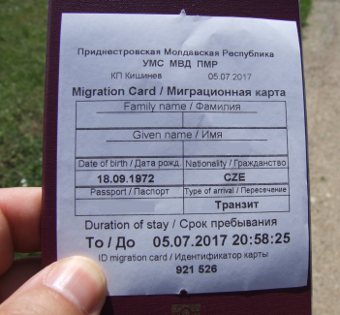 Приднестровская Молдавская Республика
УМС МВД ПМР
КП Кишинев 05.07.2017
Migration Card / Миграционная карта
Family name / Фамилия
Given name / Имя
Date of birth / Дата рожд. Nationality / Гражданство
18.09.1972 CZE
Passport / Паспорт Type of arrival / Пересечение
Транзит
Duration of stay / Срок пребывания
To / До 05.07.2017 20:58:25
ID migration card / Идентификатор карты
921 526